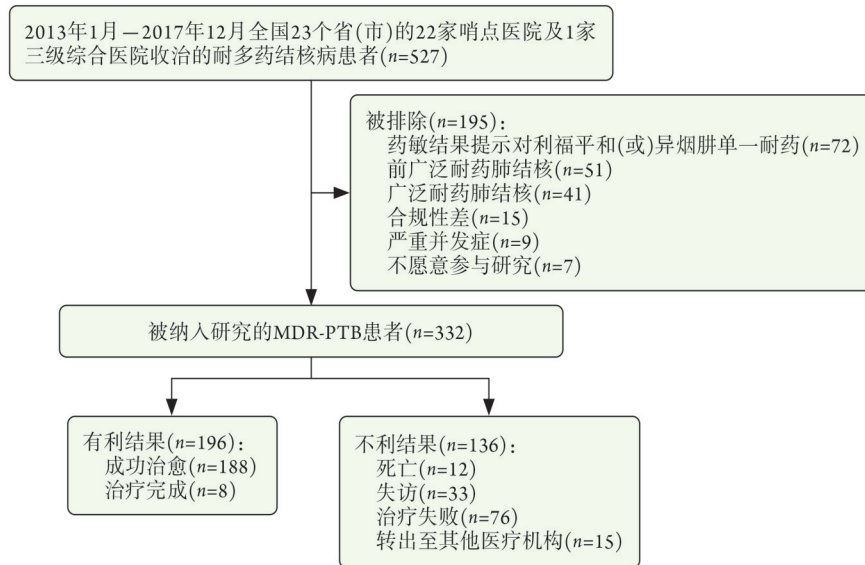 2013年1月—2017年12月全国23个省(市)的22家哨点医院及1家
三级综合医院收治的耐多药结核病患者(n=527)
被排除(n=195)：
药敏结果提示对利福平和(或)异烟肼单一耐药(n=72)
前广泛耐药肺结核(n=51)
广泛耐药肺结核(n=41)
合规性差(n=15)
严重并发症(n=9)
不愿意参与研究(n=7)
被纳入研究的MDR-PTB患者(n=332)
有利结果(n=196)：
成功治愈(n=188)
治疗完成(n=8)
不利结果(n=136)：
死亡(n=12)
失访(n=33)
治疗失败(n=76)
转出至其他医疗机构(n=15)